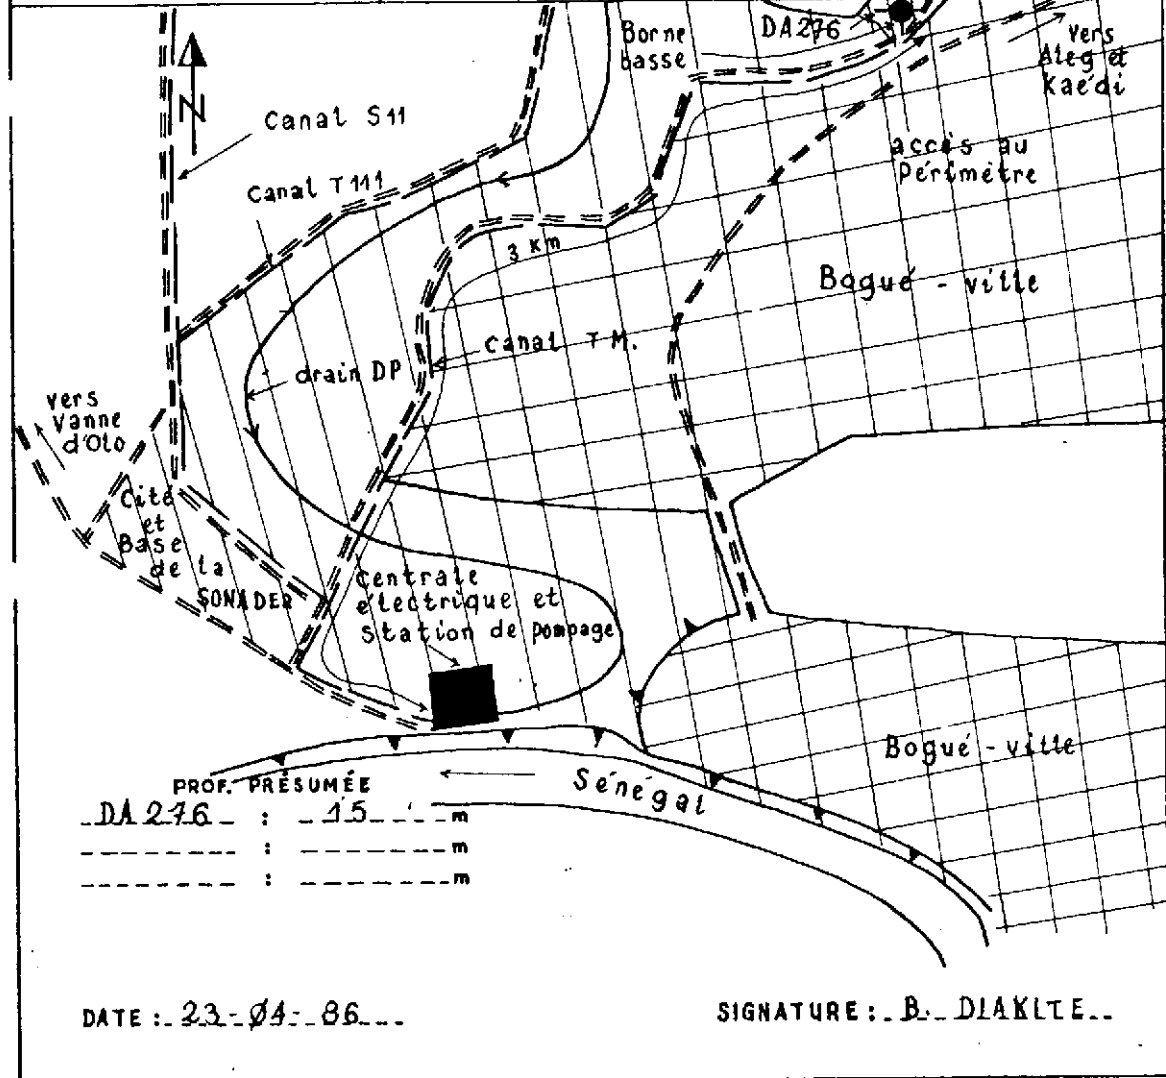 Borne
basse
DA276
vers
Aleg et
Kaédi
N
Canal S11
Canal T111
accès au
Périmètre
3 Km
Bogué - ville
Canal T M.
drain DP
vers
Vanne
d'Olo
Cité
et
Base
de la
SONADER
Centrale
électrique et
Station de pompage
Bogué - ville
Sénégal
PROF. PRÉSUMÉE
DA 276 : 15 m
: m
: m
DATE : 23-04-86
SIGNATURE : B. DIAKITE